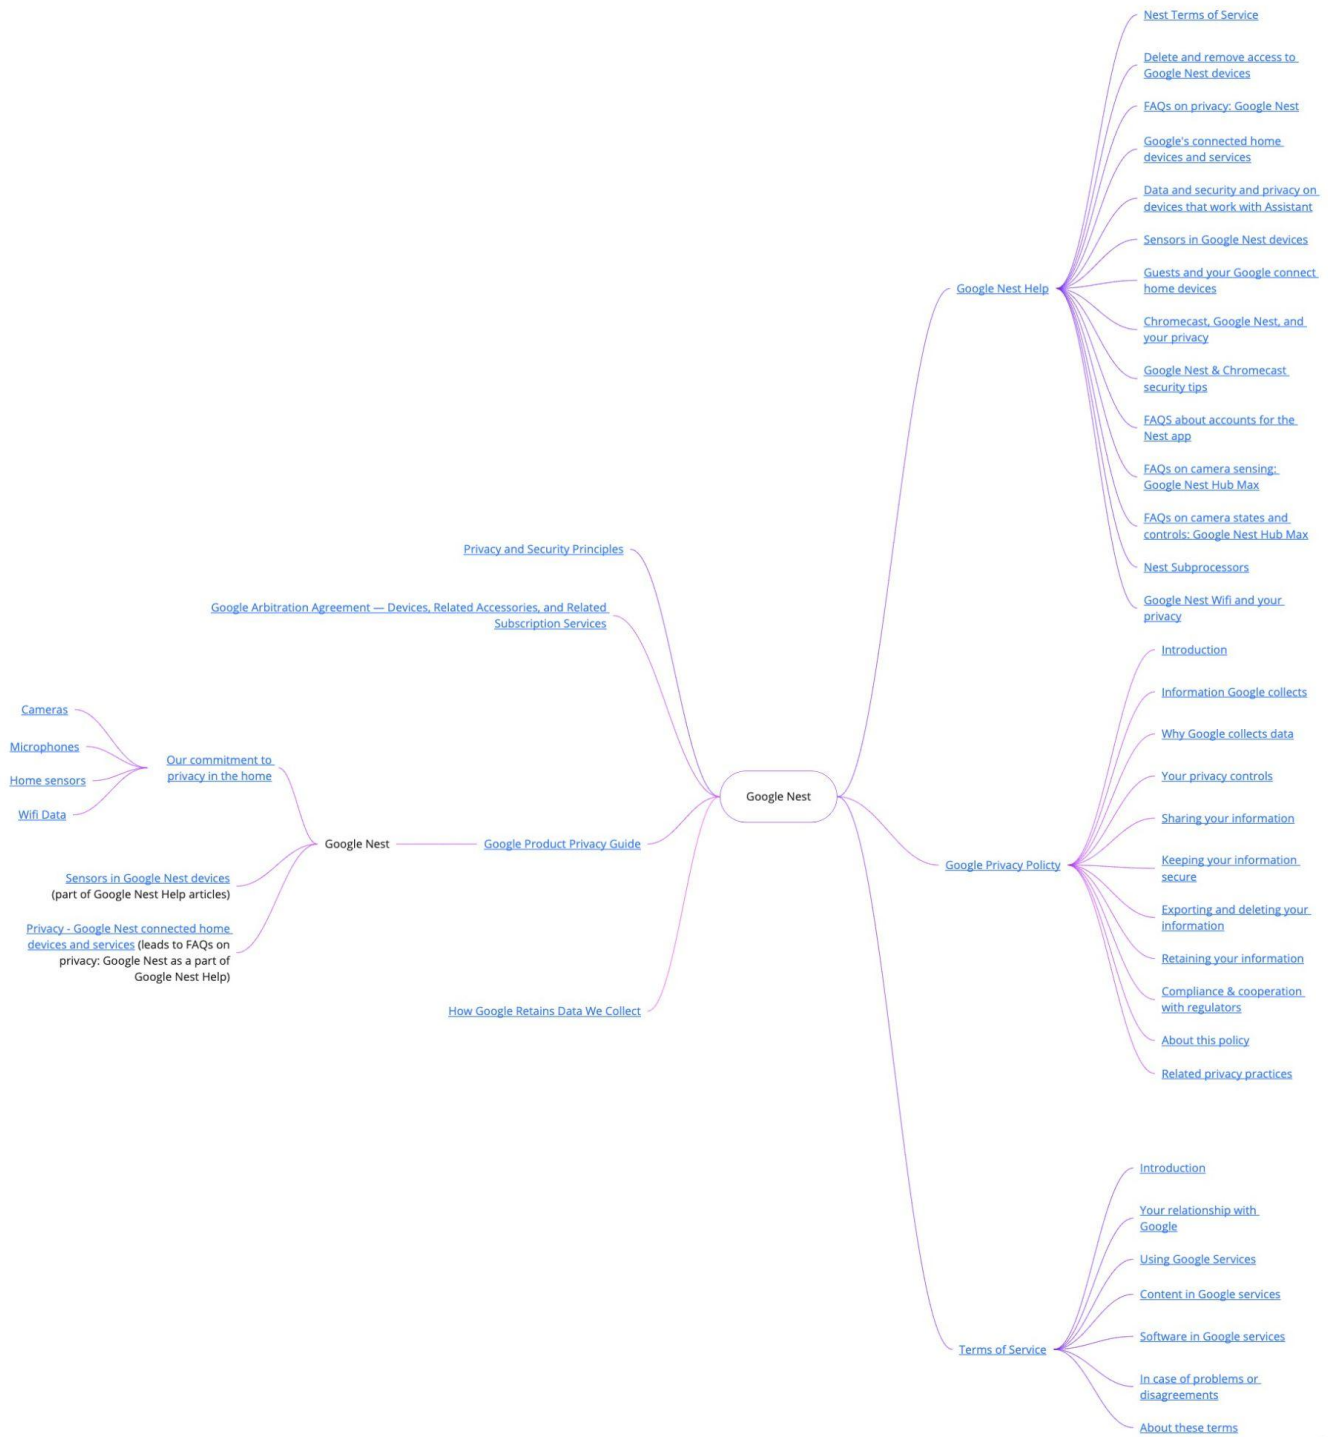 Nest Terms of Service
Delete and remove access to
Google Nest devices
FAQs on privacy: Google Nest
Google's connected home
devices and services
Data and security and privacy on
devices that work with Assistant
Sensors in Google Nest devices
Google Nest Help
Guests and your Google connect
home devices
Chromecast, Google Nest, and
your privacy
Google Nest & Chromecast
security tips
FAQS about accounts for the
Nest app
FAQs on camera sensing:
Google Nest Hub Max
FAQs on camera states and
controls: Google Nest Hub Max
Nest Subprocessors
Google Nest Wifi and your
privacy
Privacy and Security Principles
Google Arbitration Agreement — Devices, Related Accessories, and Related
Subscription Services
Cameras
Microphones
Home sensors
Wifi Data
Our commitment to
privacy in the home
Google Nest
Google Product Privacy Guide
Sensors in Google Nest devices
(part of Google Nest Help articles)
Privacy - Google Nest connected home
devices and services (leads to FAQs on
privacy: Google Nest as a part of
Google Nest Help)
How Google Retains Data We Collect
Google Nest
Introduction
Information Google collects
Why Google collects data
Your privacy controls
Sharing your information
Google Privacy Policty
Keeping your information
secure
Exporting and deleting your
information
Retaining your information
Compliance & cooperation
with regulators
About this policy
Related privacy practices
Introduction
Your relationship with
Google
Using Google Services
Content in Google services
Software in Google services
Terms of Service
In case of problems or
disagreements
About these terms